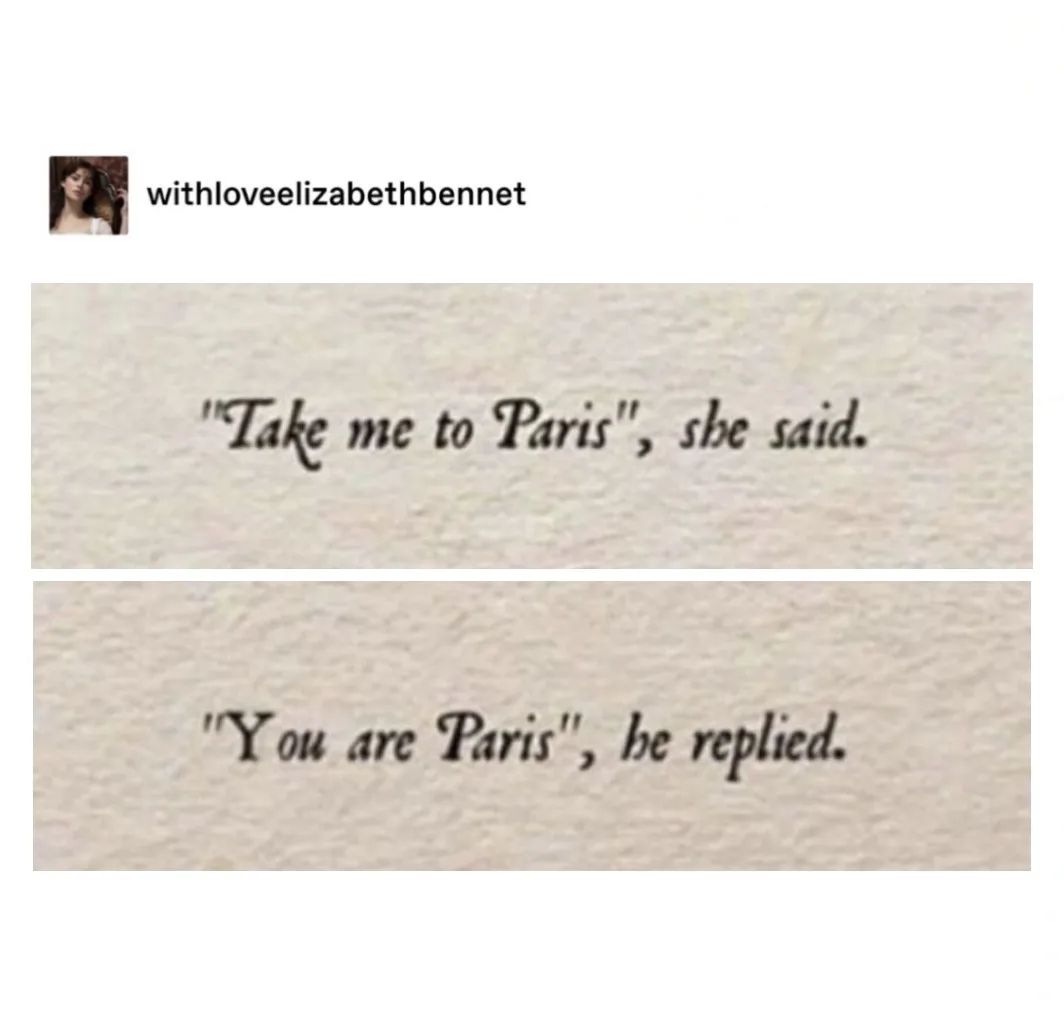 withloveelizabethbennet
"Take me to Paris", she said.
"You are Paris", he replied.